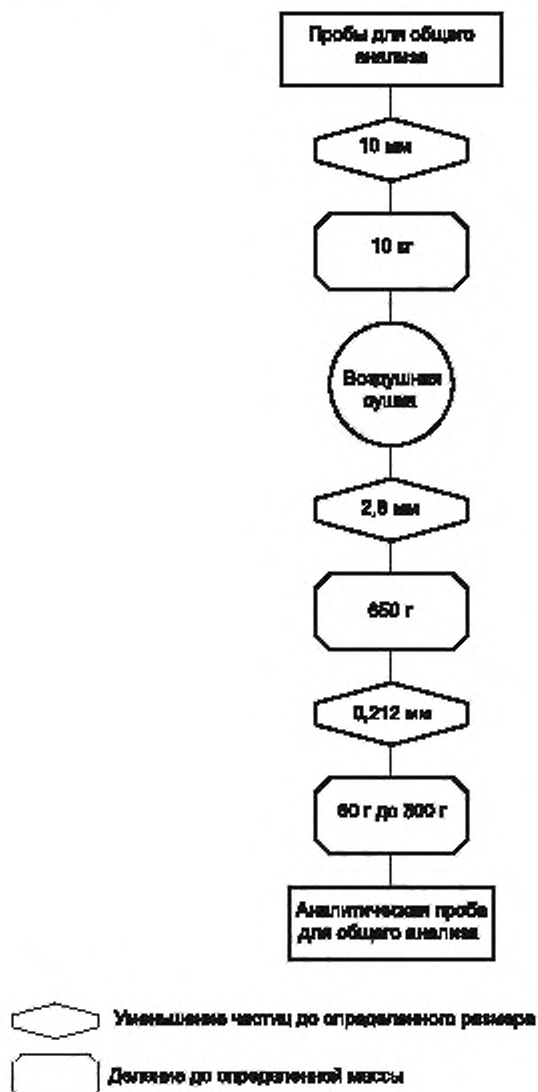 Пробы для общего
анализа
10 мм
10 кг
Воздушная
сушка
2,8 мм
650 г
0,212 мм
60 г до 300 г
Аналитическая проба
для общего анализа
Уменьшение частиц до определенного размера
Деление до определенной массы